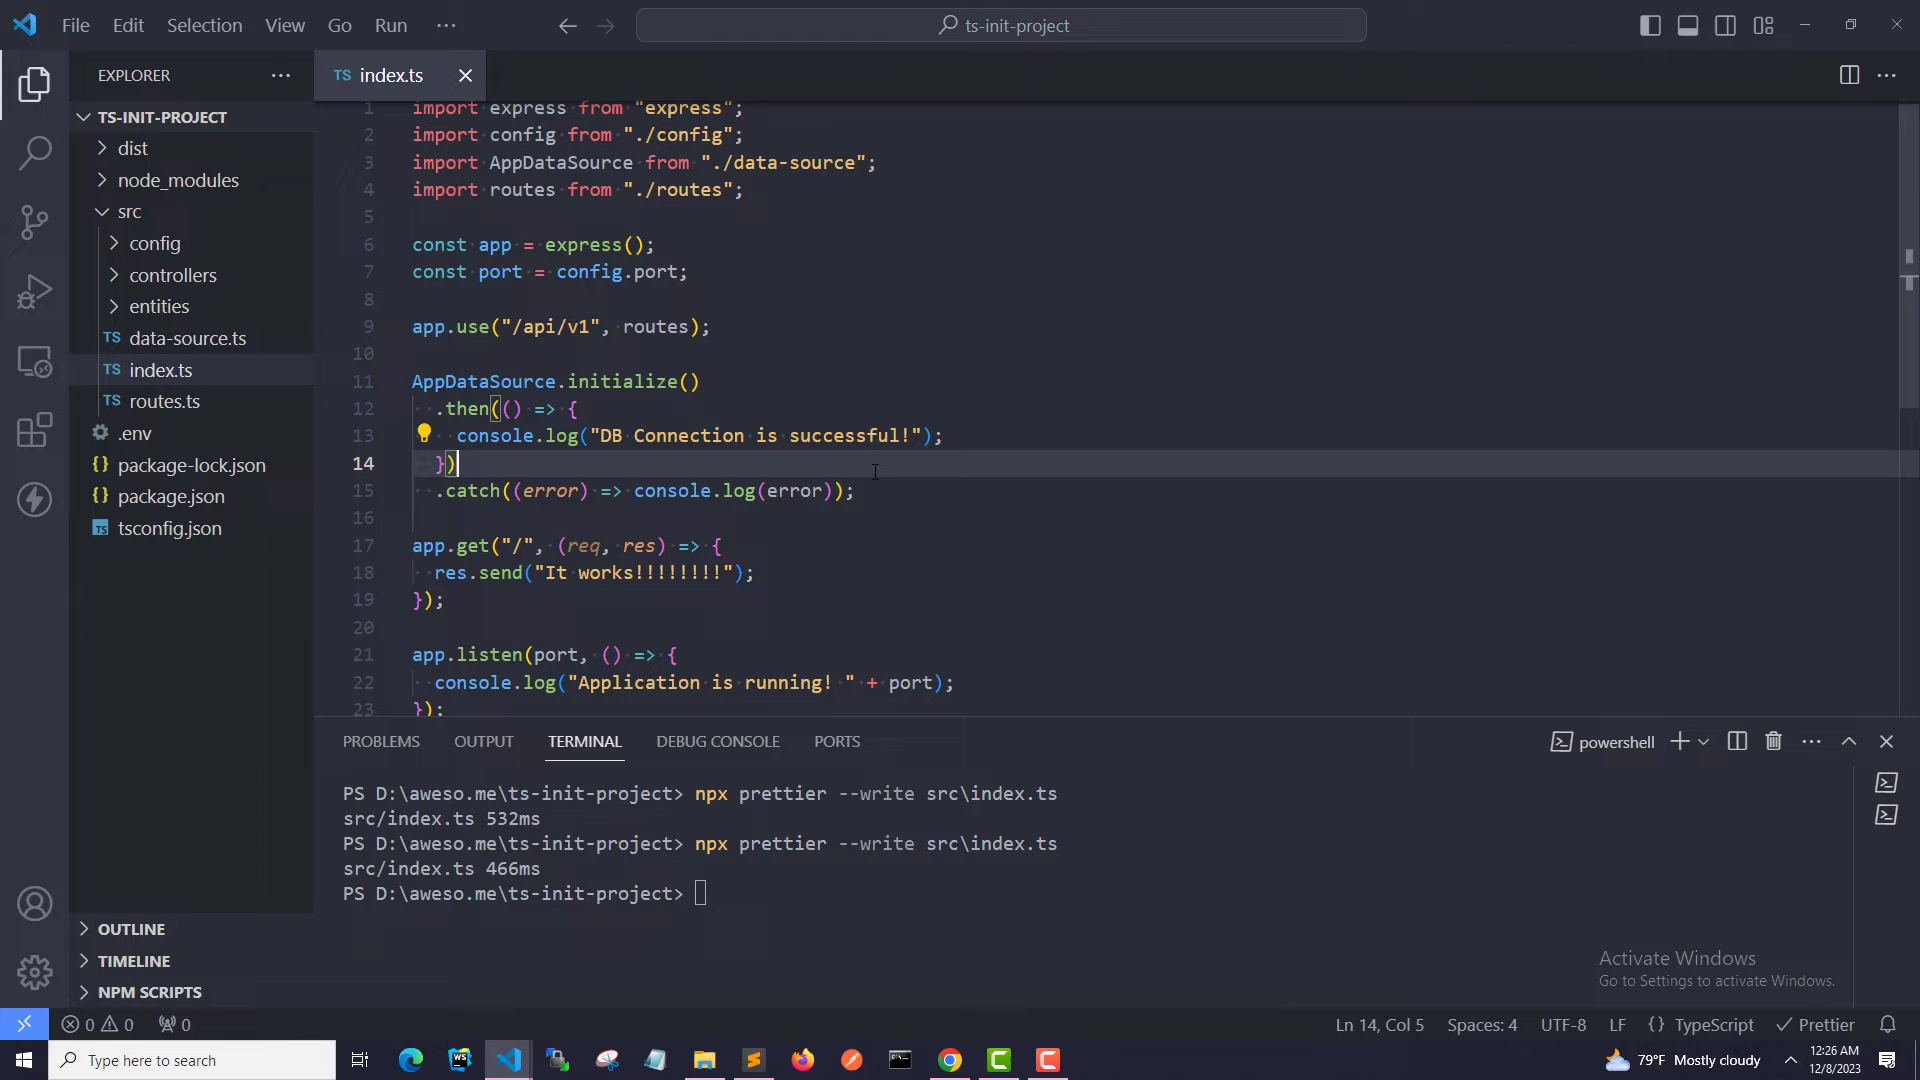 File Edit Selection View Go Run ···
ts-init-project
EXPLORER ···
TS index.ts
TS-INIT-PROJECT
dist
node_modules
src
config
controllers
entities
TS data-source.ts
TS index.ts
TS routes.ts
.env
{} package-lock.json
{} package.json
TS tsconfig.json
OUTLINE
TIMELINE
NPM SCRIPTS
1 import express from "express";
2 import config from "./config";
3 import AppDataSource from "./data-source";
4 import routes from "./routes";
5
6 const app = express();
7 const port = config.port;
8
9 app.use("/api/v1", routes);
10
11 AppDataSource.initialize()
12 .then(() => {
13 console.log("DB Connection is successful!");
14 })
15 .catch((error) => console.log(error));
16
17 app.get("/", (req, res) => {
18 res.send("It works!!!!!!!!");
19 });
20
21 app.listen(port, () => {
22 console.log("Application is running! " + port);
23 });
PROBLEMS OUTPUT TERMINAL DEBUG CONSOLE PORTS
powershell
PS D:\aweso.me\ts-init-project> npx prettier --write src\index.ts
src/index.ts 532ms
PS D:\aweso.me\ts-init-project> npx prettier --write src\index.ts
src/index.ts 466ms
PS D:\aweso.me\ts-init-project>
Activate Windows
Go to Settings to activate Windows.
0 0 0
Ln 14, Col 5 Spaces: 4 UTF-8 LF {} TypeScript Prettier
Type here to search
WS
79°F Mostly cloudy
12:26 AM
12/8/2023